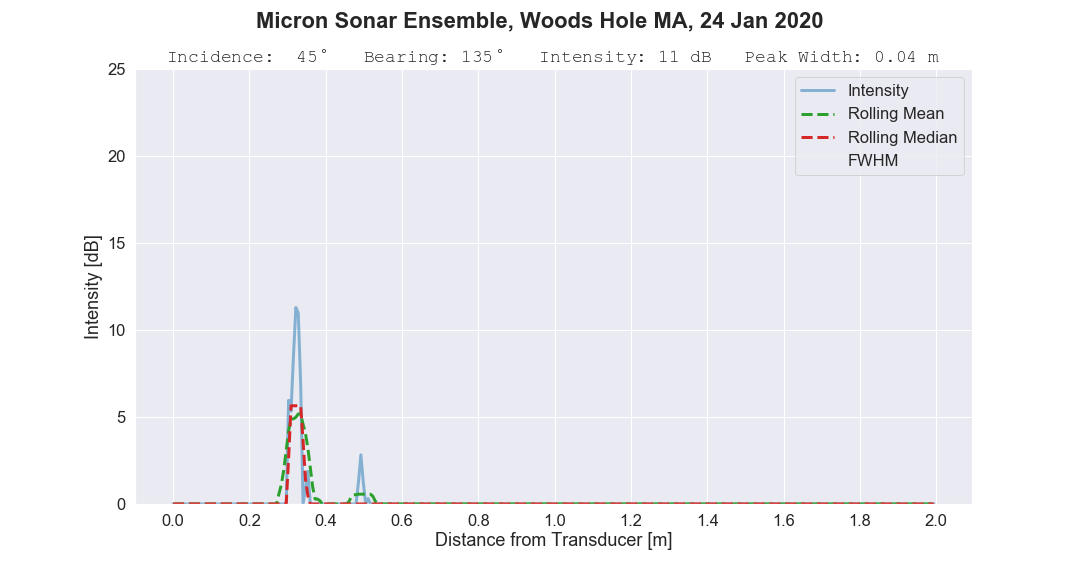 Micron Sonar Ensemble, Woods Hole MA, 24 Jan 2020
Incidence:  45°   Bearing: 135°   Intensity: 11 dB   Peak Width: 0.04 m
25
20
15
10
5
0
Intensity [dB]
Intensity
Rolling Mean
Rolling Median
FWHM
0.0 0.2 0.4 0.6 0.8 1.0 1.2 1.4 1.6 1.8 2.0
Distance from Transducer [m]